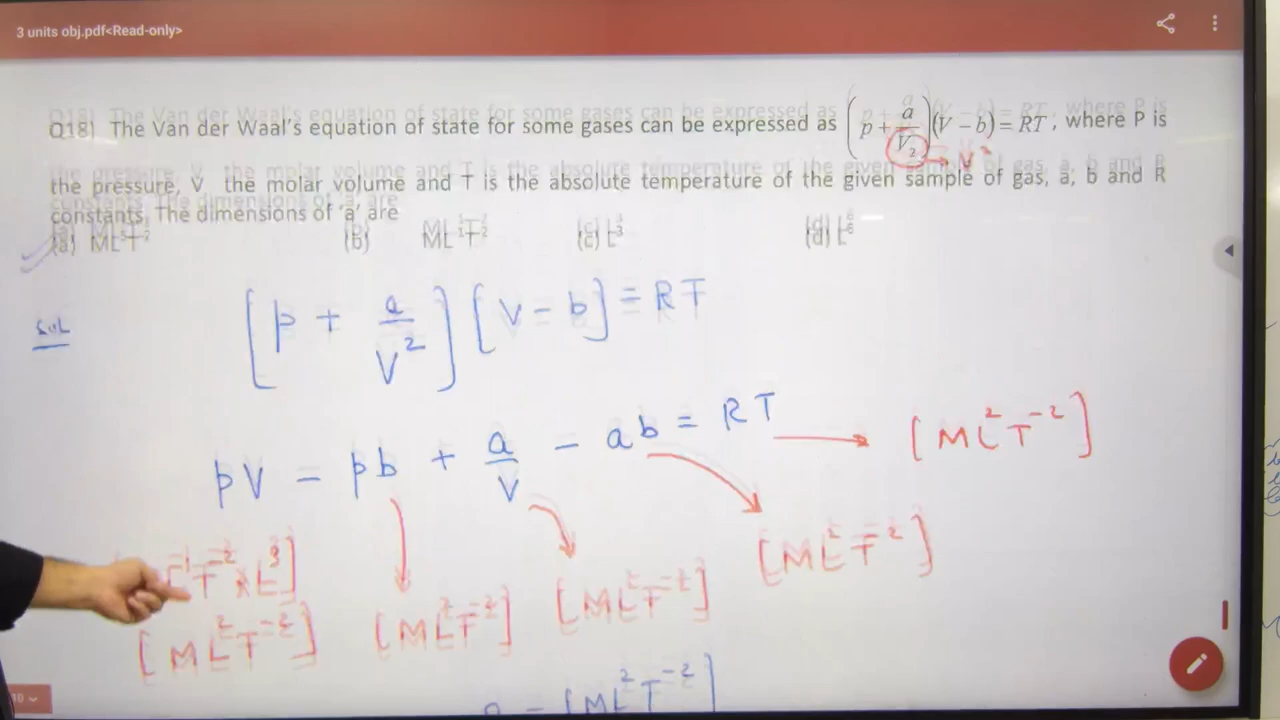 3 units obj.pdf<Read-only>
Q18) The Van der Waal's equation of state for some gases can be expressed as (p + a/V₂)(V − b) = RT, where P is
→ V²
the pressure, V the molar volume and T is the absolute temperature of the given sample of gas, a, b and R
constants. The dimensions of 'a' are
(a) ML⁵T⁻² (b) ML⁻¹T⁻² (c) L³ (d) L⁶
Sol
[p + a/V²] [V − b] = RT
pV − pb + a/V − ab = RT → [ML²T⁻²]
⁻¹T⁻² × L³]
[ML²T⁻²] [ML²T⁻²] [ML²T⁻²] [ML²T⁻²]
= [ML²T⁻²]
10